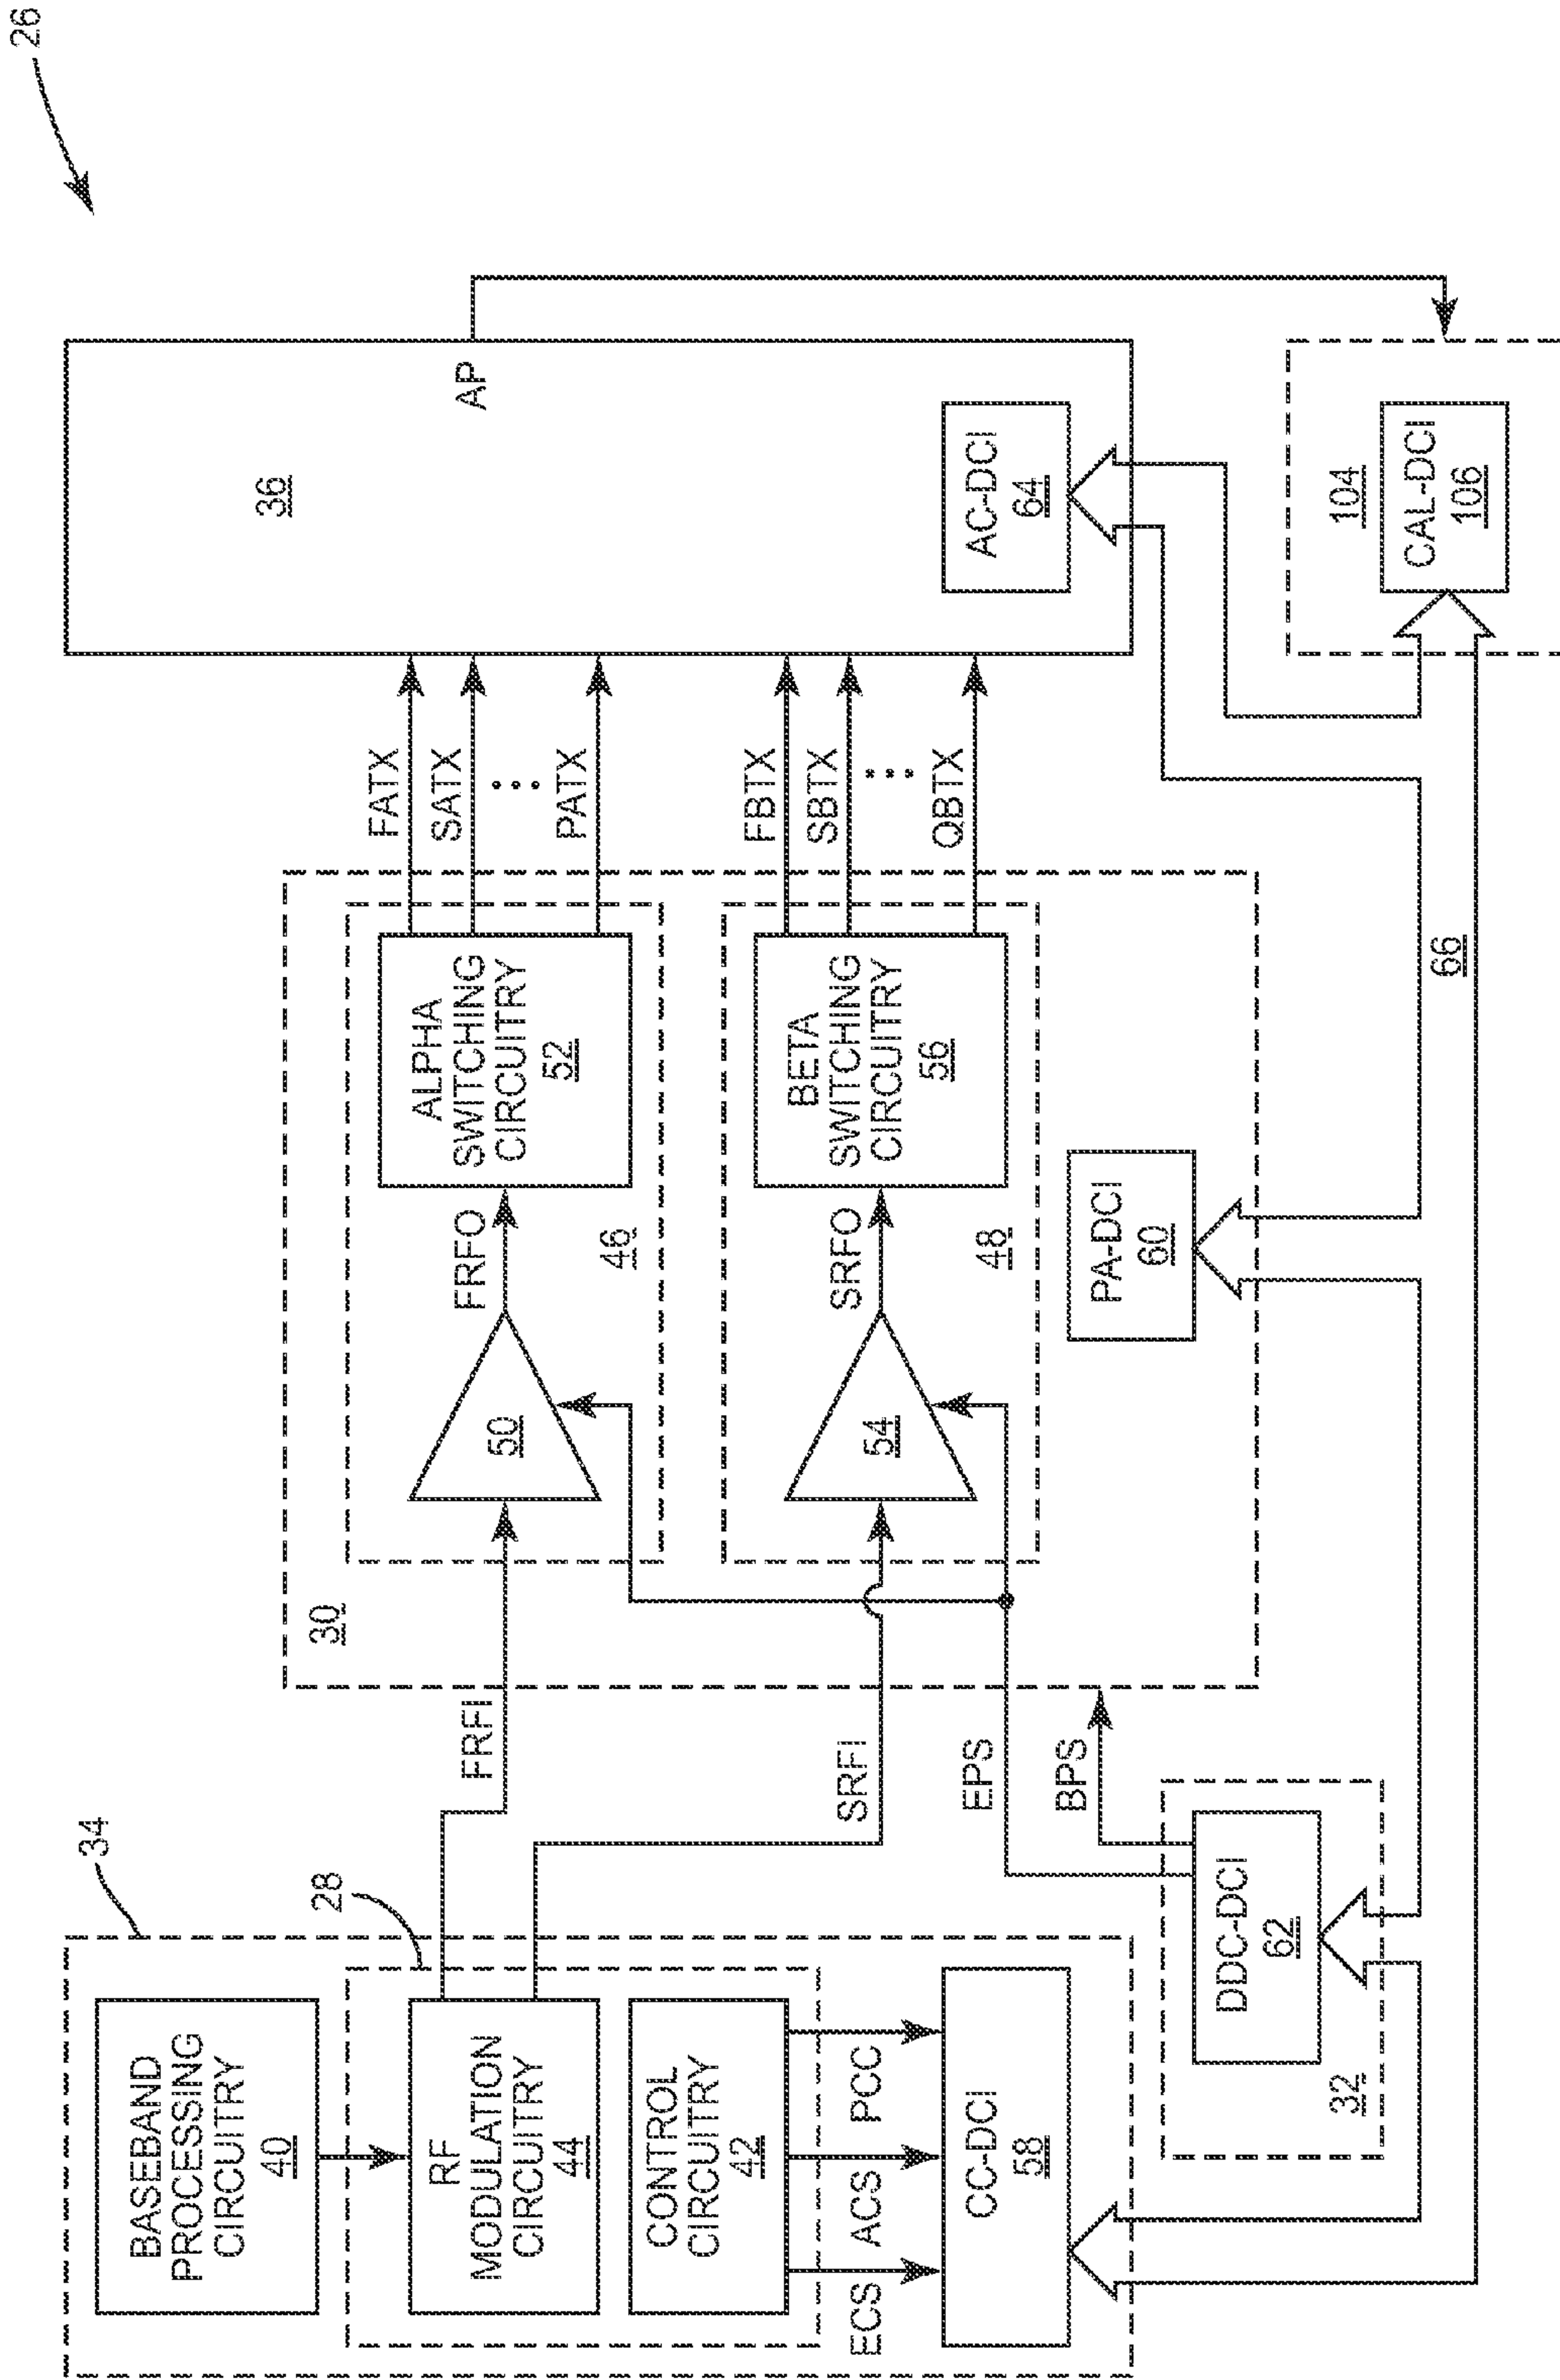 26
34
BASEBAND
PROCESSING
CIRCUITRY
40
28
RF
MODULATION
CIRCUITRY
44
CONTROL
CIRCUITRY
42
ECS
ACS
PCC
CC-DCI
58
FRFI
SRFI
EPS
BPS
DDC-DCI
62
32
30
50
FRFO
ALPHA
SWITCHING
CIRCUITRY
52
46
54
SRFO
BETA
SWITCHING
CIRCUITRY
56
48
PA-DCI
60
FATX
SATX
PATX
FBTX
SBTX
QBTX
36
AP
AC-DCI
64
66
104
CAL-DCI
106